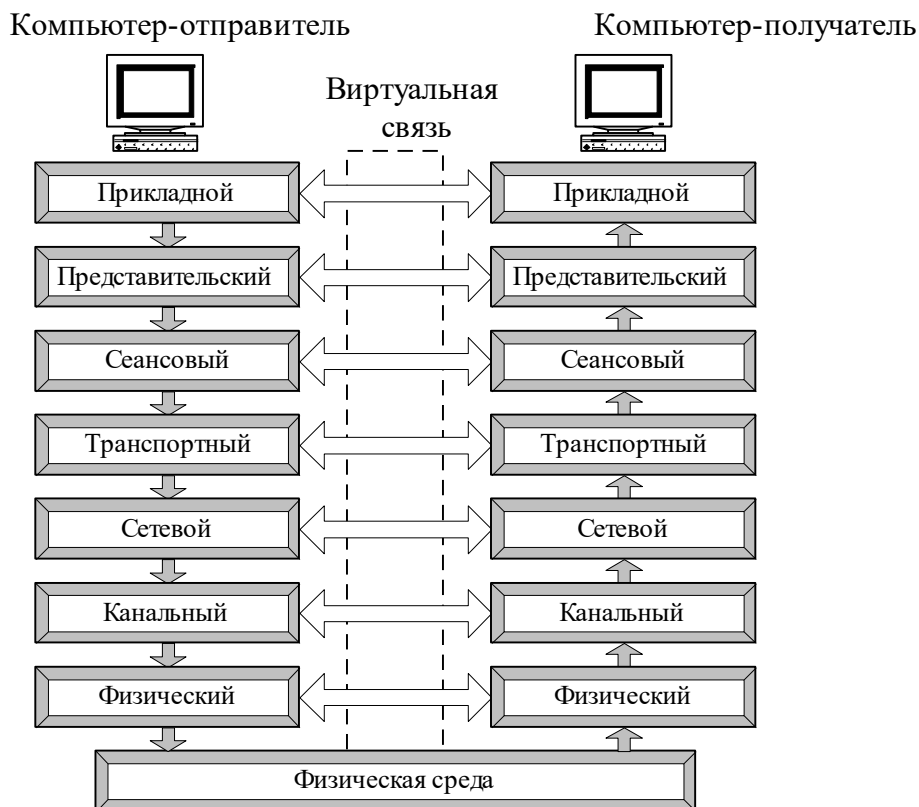 Компьютер-отправитель
Компьютер-получатель
Виртуальная
связь
Прикладной
Прикладной
Представительский
Представительский
Сеансовый
Сеансовый
Транспортный
Транспортный
Сетевой
Сетевой
Канальный
Канальный
Физический
Физический
Физическая среда